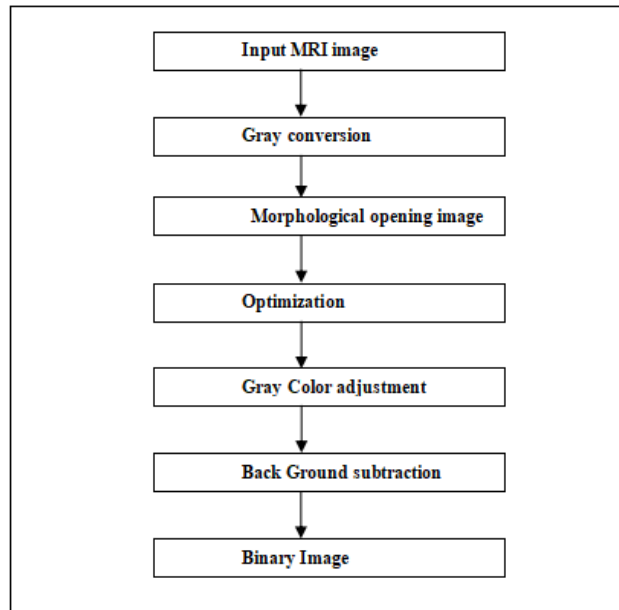 Input MRI image
Gray conversion
Morphological opening image
Optimization
Gray Color adjustment
Back Ground subtraction
Binary Image